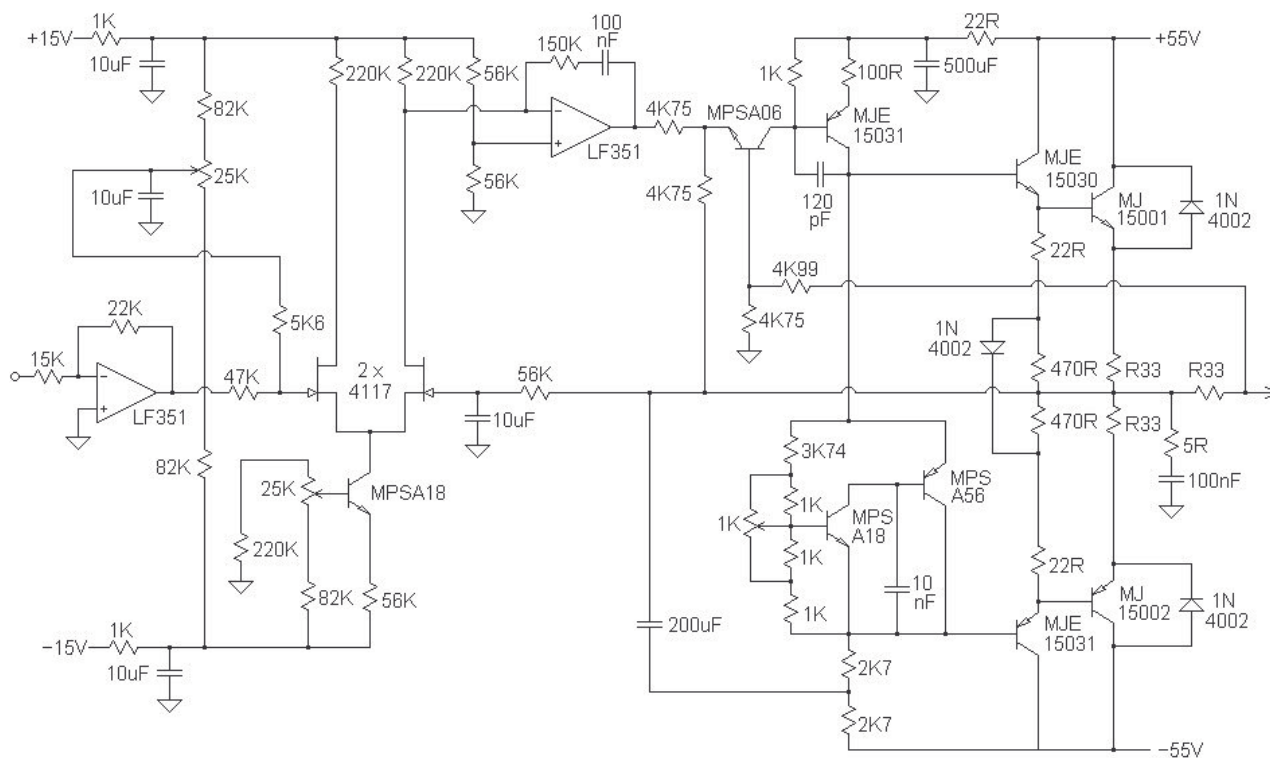 1K
+15V
10uF
220K
220K
150K
100
nF
56K
LF351
56K
82K
25K
10uF
4K75
MPSA06
4K75
1K
100R
22R
500uF
+55V
MJE
15031
120
pF
MJE
15030
MJ
15001
1N
4002
22R
4K99
4K75
22K
15K
LF351
47K
5K6
2 x
4117
56K
10uF
1N
4002
470R
R33
R33
470R
R33
5R
100nF
82K
25K
MPSA18
220K
82K
56K
3K74
1K
1K
1K
1K
MPS
A18
MPS
A56
10
nF
22R
MJE
15031
MJ
15002
1N
4002
1K
−15V
10uF
200uF
2K7
2K7
−55V